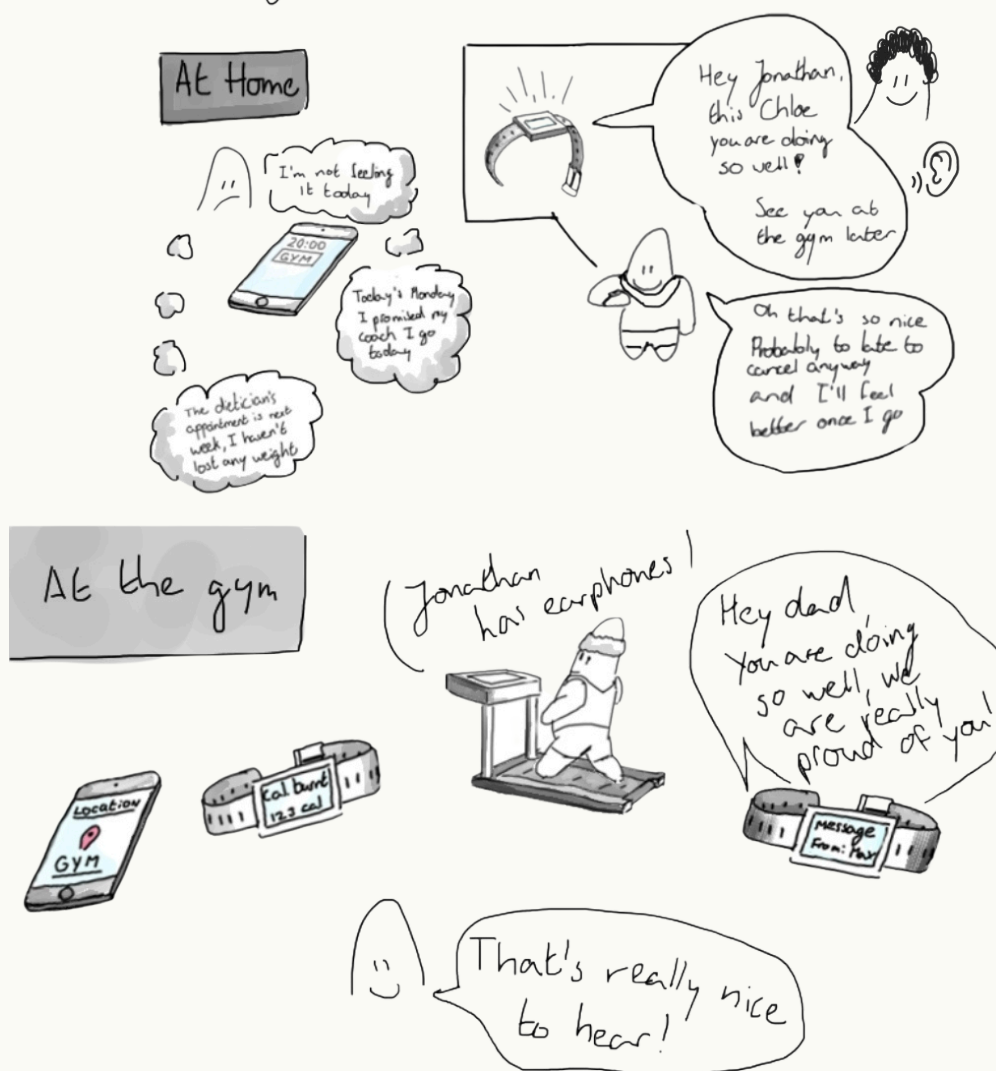 At Home
I'm not feeling
it today
20:00
GYM
Today's Monday
I promised my
coach I go
today
The dietician's
appointment is next
week, I haven't
lost any weight
Hey Jonathan,
this Chloe
you are doing
so well!
See you at
the gym later
Oh that's so nice
Probably to late to
cancel anyway
and I'll feel
better once I go
At the gym
Jonathan
has earphones
LOCATION
GYM
Cal burnt
123 cal
Hey dad,
You are doing
so well, we
are really
proud of you!
Message
From:
That's really nice
to hear!